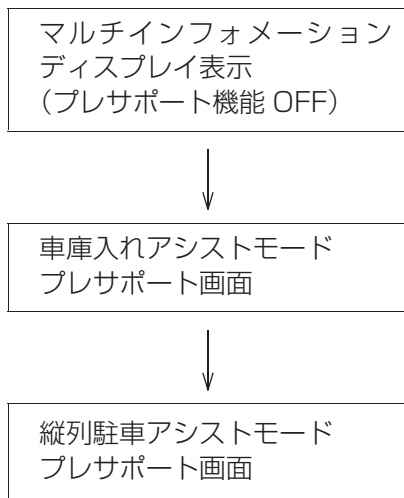 マルチインフォメーション
ディスプレイ表示
(プレサポート機能 OFF)
車庫入れアシストモード
プレサポート画面
縦列駐車アシストモード
プレサポート画面